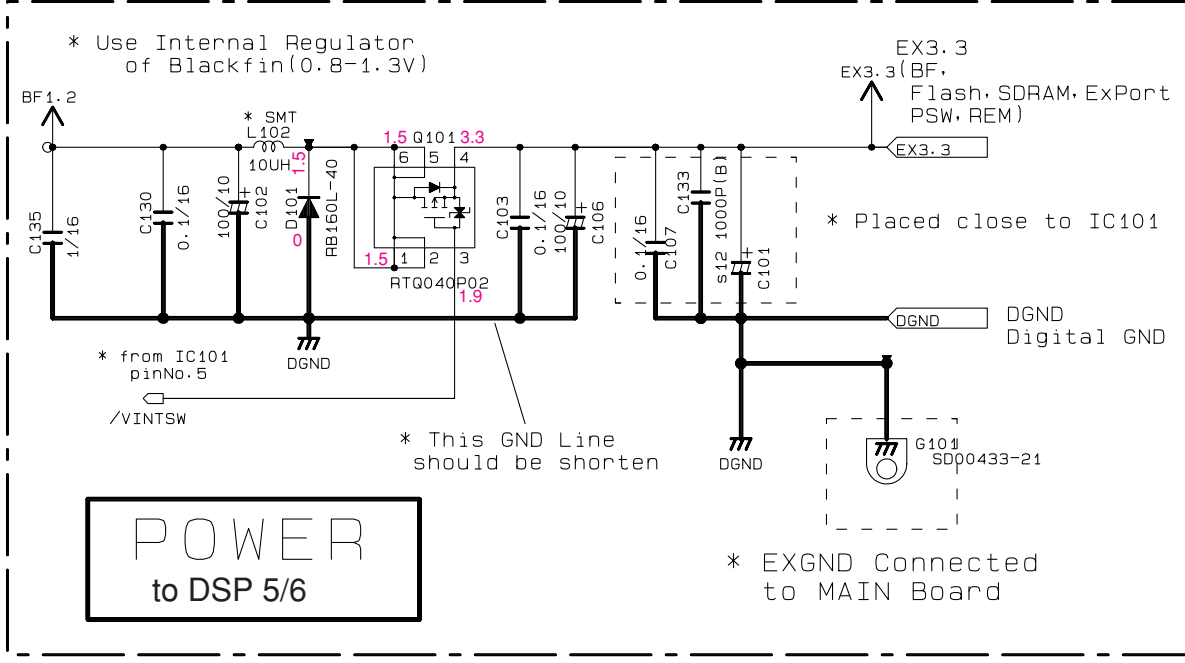 * Use Internal Regulator
of Blackfin(0.8-1.3V)
BF1.2
* SMT
L102
10UH
1.5
1.5
Q101
3.3
6 5 4
EX3.3
EX3.3(BF,
Flash, SDRAM, ExPort
PSW, REM)
EX3.3
C135
1/16
C130
0.1/16
100/10
C102
D101
0
RB160L-40
1.5
1 2 3
RTQ040P02
1.9
C103
0.1/16
100/10
C106
0.1/16
C107
C133
s12 1000P(B)
C101
* Placed close to IC101
DGND
DGND
Digital GND
DGND
* from IC101
pinNo.5
/VINTSW
* This GND Line
should be shorten
DGND
G101
SD00433-21
POWER
to DSP 5/6
* EXGND Connected
to MAIN Board